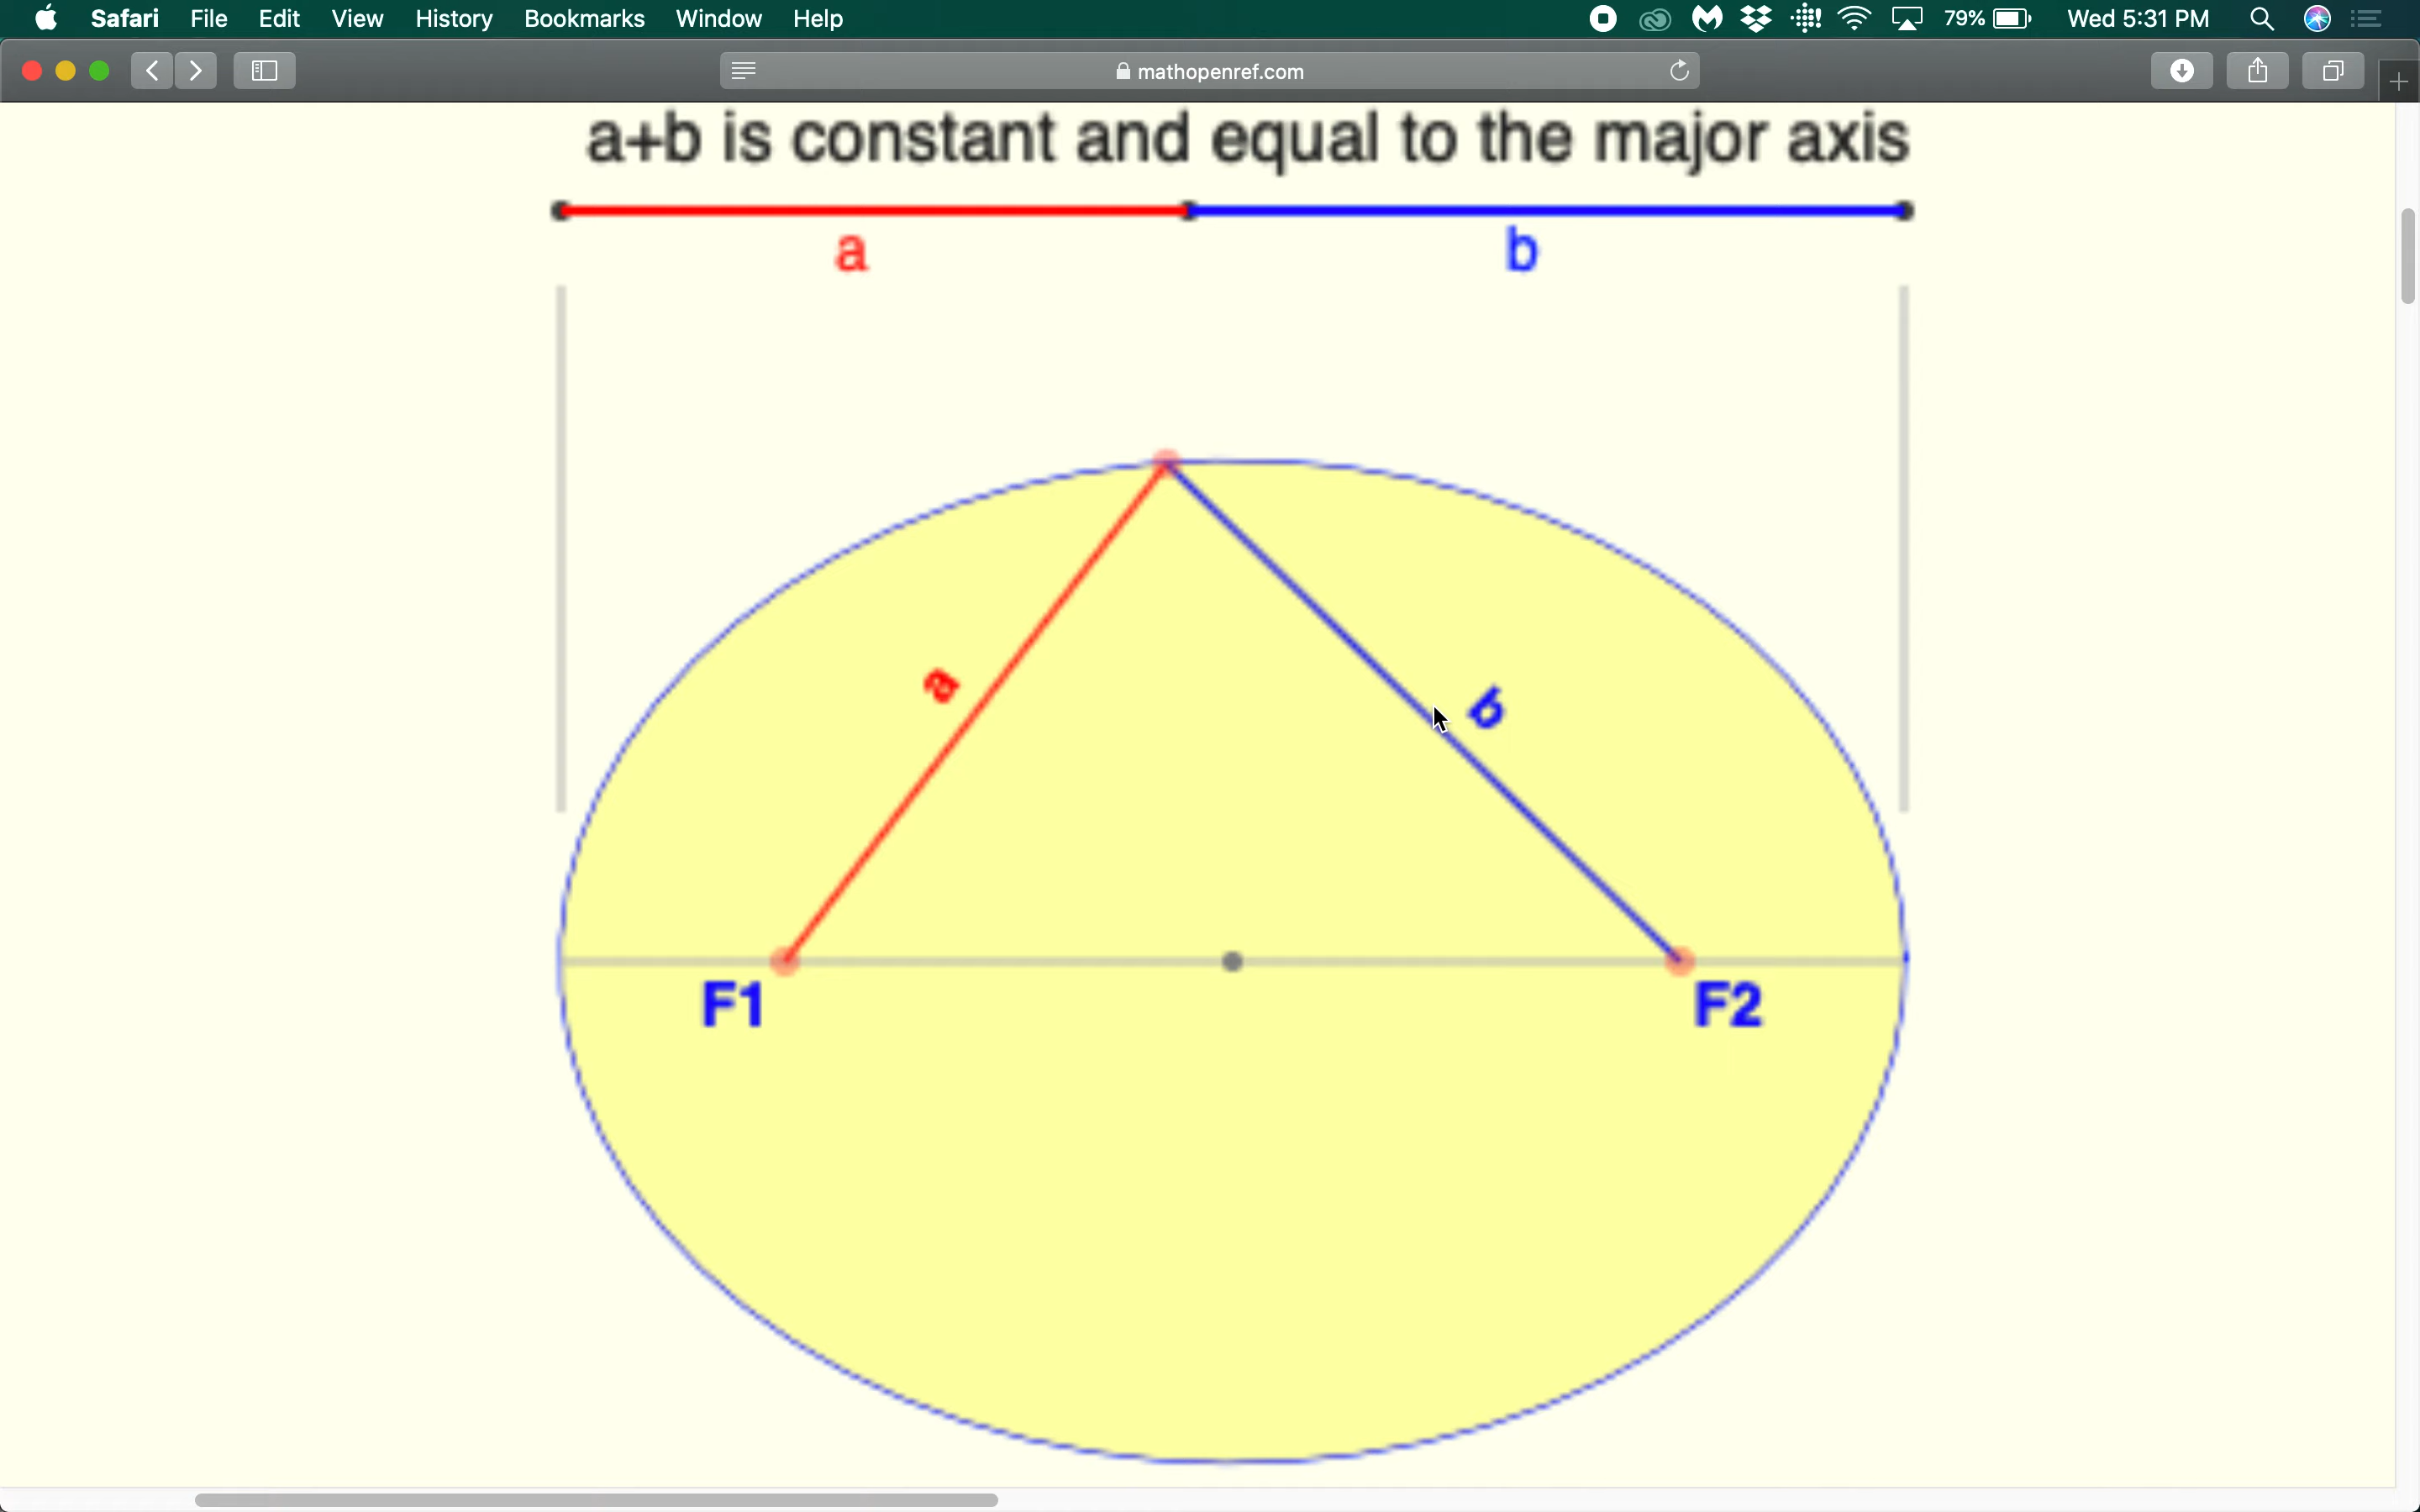 Safari File Edit View History Bookmarks Window Help 79% Wed 5:31 PM
mathopenref.com
a+b is constant and equal to the major axis
a b
a b
F1 F2